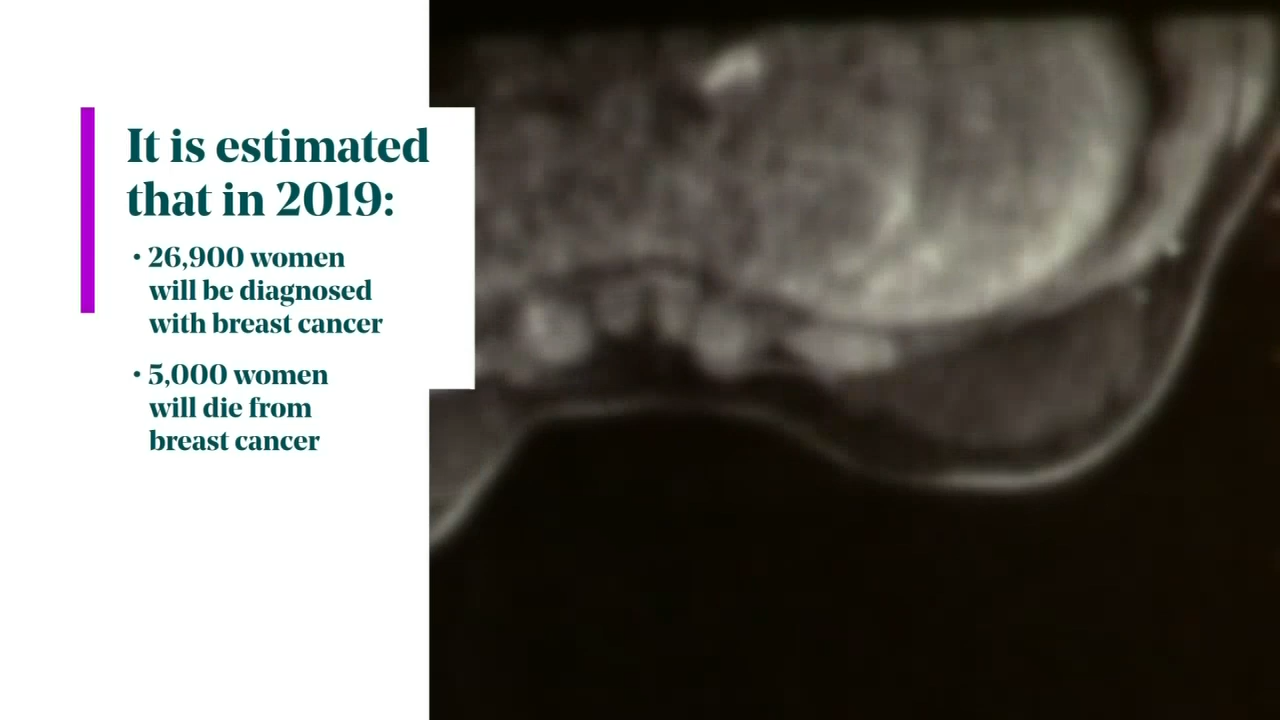 It is estimated
that in 2019:
• 26,900 women
will be diagnosed
with breast cancer
• 5,000 women
will die from
breast cancer